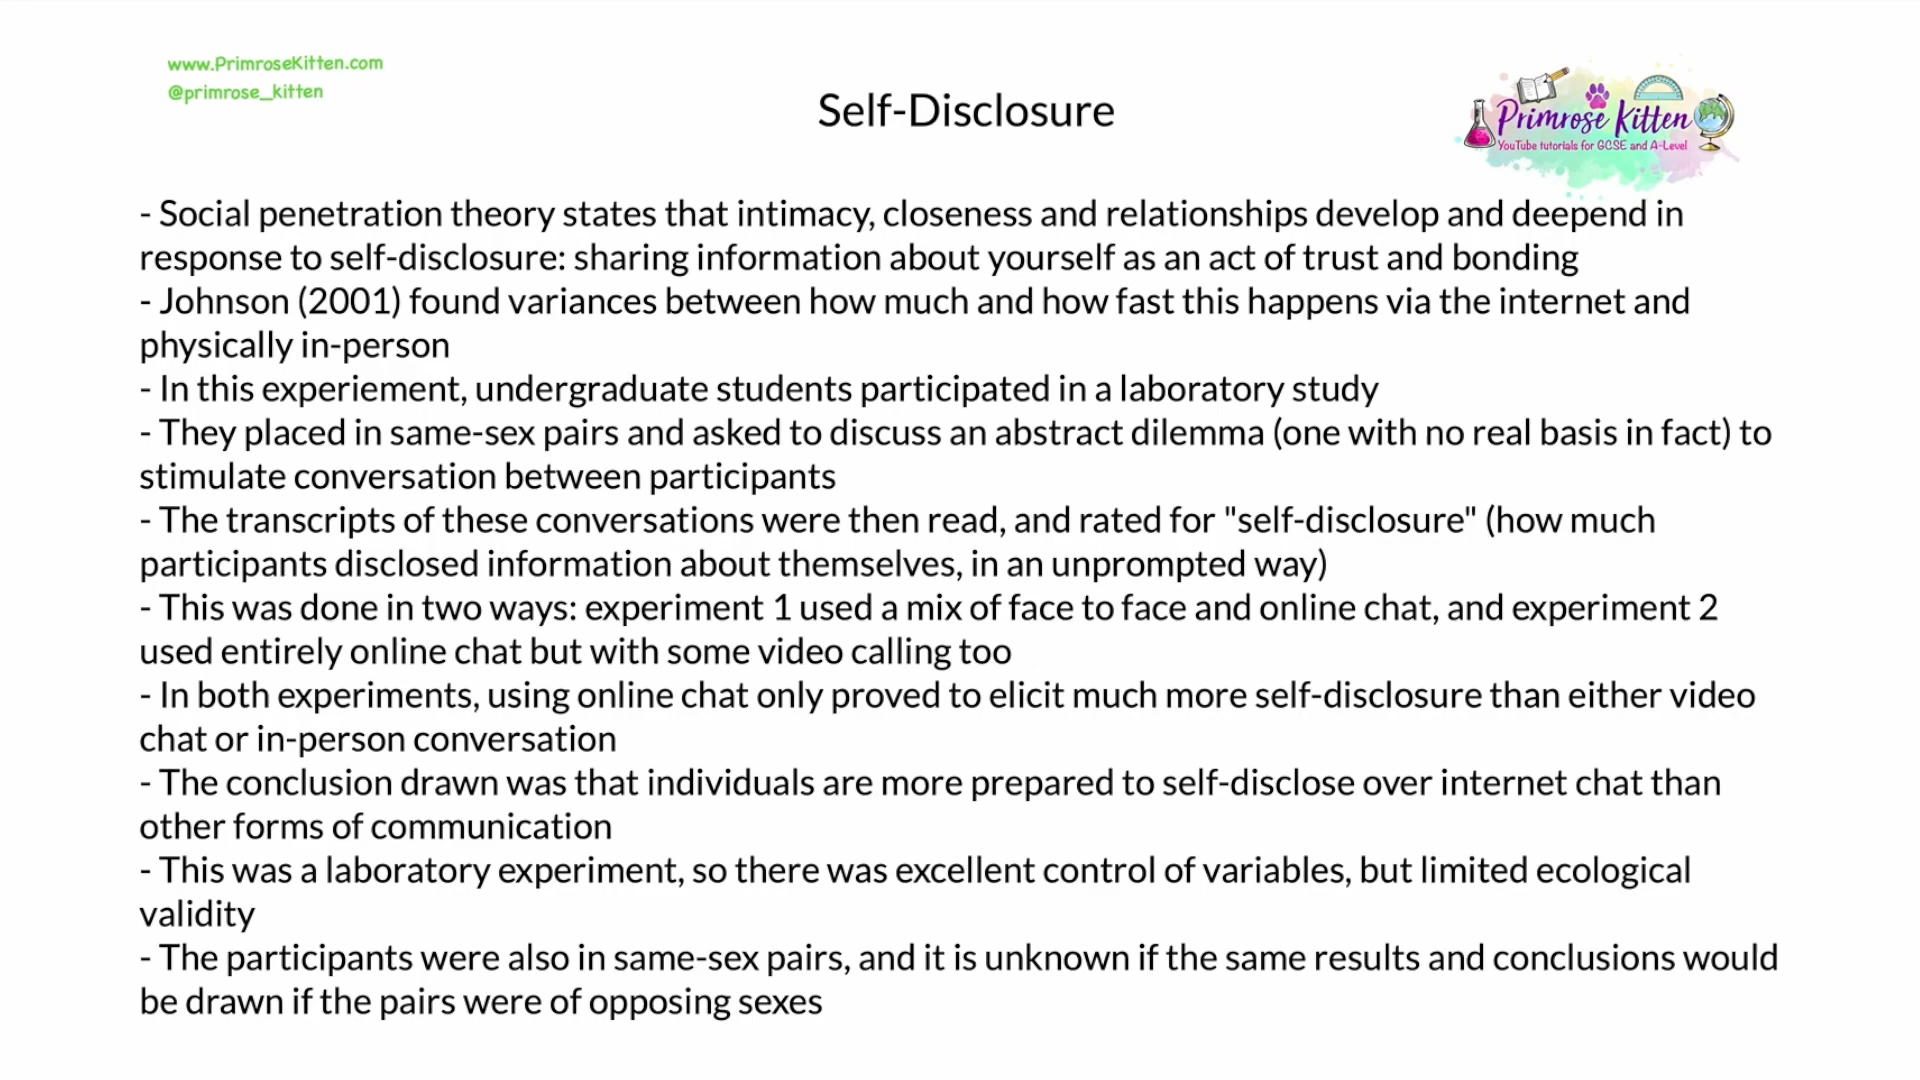 www.PrimroseKitten.com
@primrose_kitten
Self-Disclosure
Primrose Kitten
YouTube tutorials for GCSE and A-Level
- Social penetration theory states that intimacy, closeness and relationships develop and deepend in
response to self-disclosure: sharing information about yourself as an act of trust and bonding
- Johnson (2001) found variances between how much and how fast this happens via the internet and
physically in-person
- In this experiement, undergraduate students participated in a laboratory study
- They placed in same-sex pairs and asked to discuss an abstract dilemma (one with no real basis in fact) to
stimulate conversation between participants
- The transcripts of these conversations were then read, and rated for "self-disclosure" (how much
participants disclosed information about themselves, in an unprompted way)
- This was done in two ways: experiment 1 used a mix of face to face and online chat, and experiment 2
used entirely online chat but with some video calling too
- In both experiments, using online chat only proved to elicit much more self-disclosure than either video
chat or in-person conversation
- The conclusion drawn was that individuals are more prepared to self-disclose over internet chat than
other forms of communication
- This was a laboratory experiment, so there was excellent control of variables, but limited ecological
validity
- The participants were also in same-sex pairs, and it is unknown if the same results and conclusions would
be drawn if the pairs were of opposing sexes